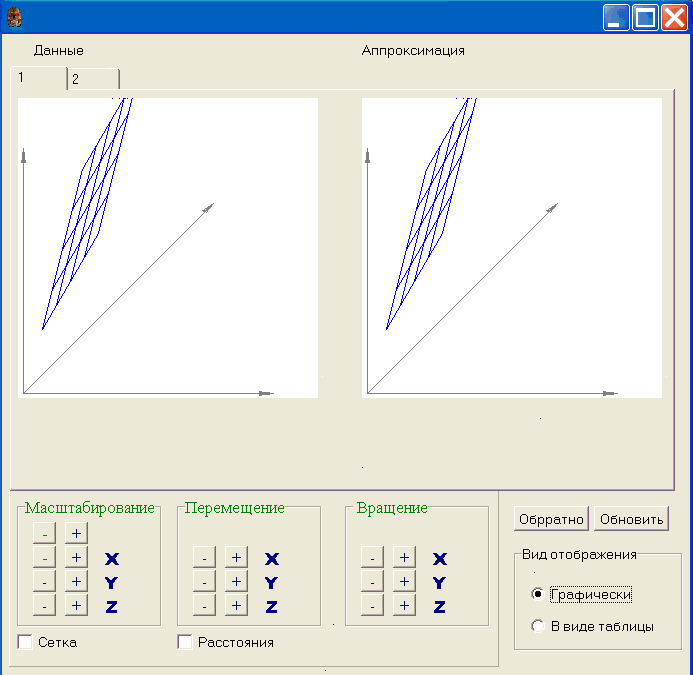 Данные Аппроксимация
1 2
Масштабирование Перемещение Вращение
- +
- + X - + X - + X
- + Y - + Y - + Y
- + Z - + Z - + Z
Сетка Расстояния
Обрратно Обновить
Вид отображения
Графически
В виде таблицы